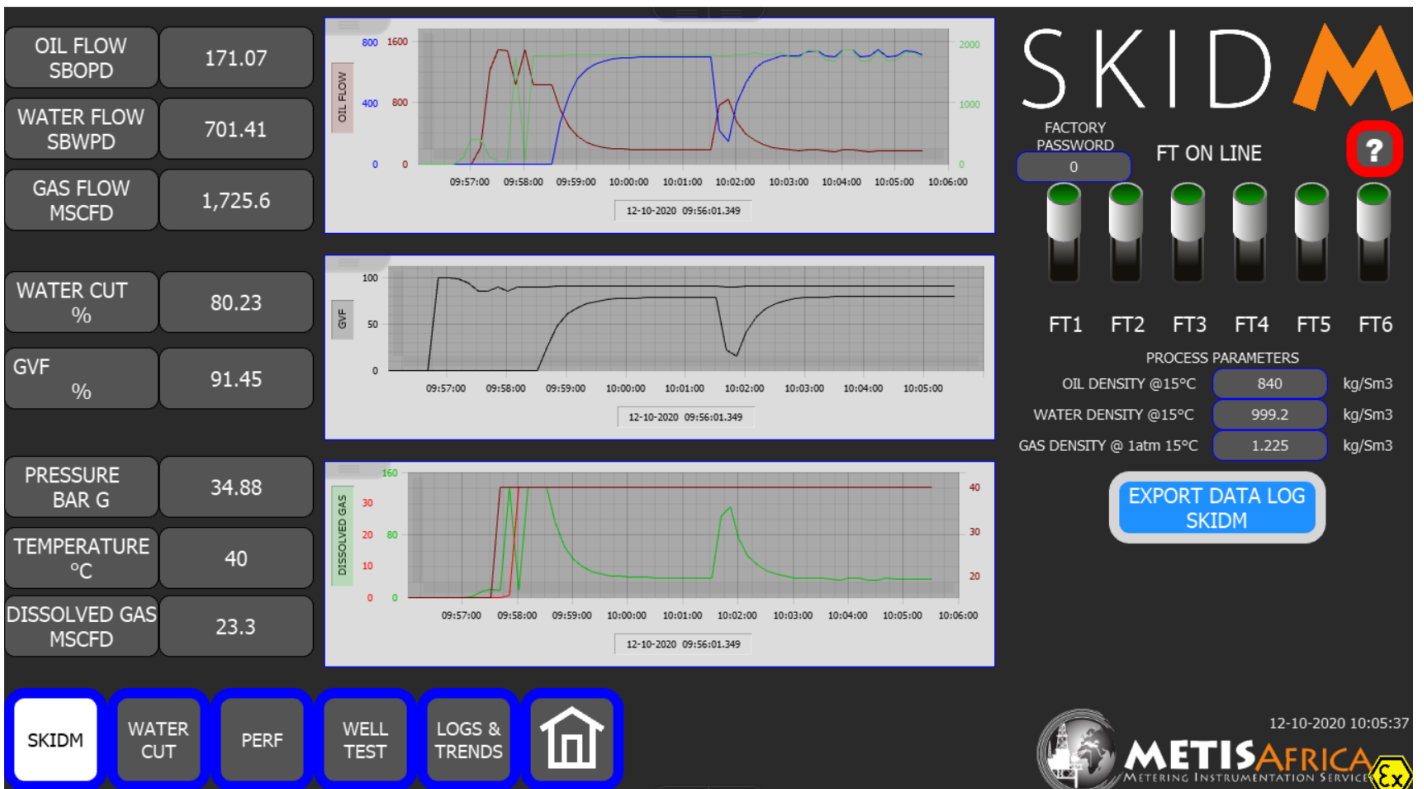 OIL FLOW
SBOPD
171.07
WATER FLOW
SBWPD
701.41
GAS FLOW
MSCFD
1,725.6
WATER CUT
%
80.23
GVF
%
91.45
PRESSURE
BAR G
34.88
TEMPERATURE
°C
40
DISSOLVED GAS
MSCFD
23.3
OIL FLOW
800 1600 2000
400 800 1000
0 0 0
09:57:00 09:58:00 09:59:00 10:00:00 10:01:00 10:02:00 10:03:00 10:04:00 10:05:00 10:06:00
12-10-2020 09:56:01.349
GVF
100
50
0
09:57:00 09:58:00 09:59:00 10:00:00 10:01:00 10:02:00 10:03:00 10:04:00 10:05:00
12-10-2020 09:56:01.349
DISSOLVED GAS
160
30 40
20 80 30
10 20
0 0
09:57:00 09:58:00 09:59:00 10:00:00 10:01:00 10:02:00 10:03:00 10:04:00 10:05:00 10:06:00
12-10-2020 09:56:01.349
SKID M
FACTORY
PASSWORD
0
FT ON LINE
?
FT1 FT2 FT3 FT4 FT5 FT6
PROCESS PARAMETERS
OIL DENSITY @15°C 840 kg/Sm3
WATER DENSITY @15°C 999.2 kg/Sm3
GAS DENSITY @ 1atm 15°C 1.225 kg/Sm3
EXPORT DATA LOG
SKIDM
SKIDM
WATER
CUT
PERF
WELL
TEST
LOGS &
TRENDS
12-10-2020 10:05:37
METISAFRICA
METERING INSTRUMENTATION SERVICE
Ex